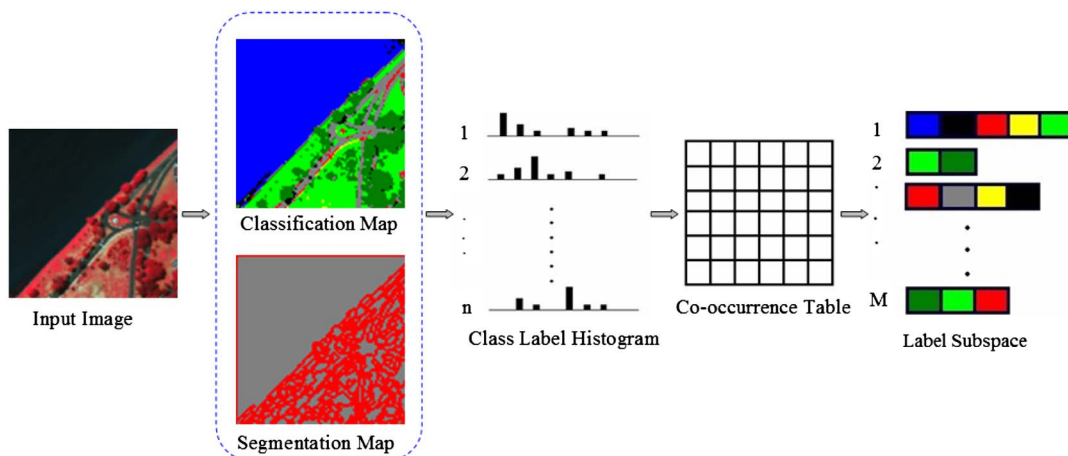 Input Image
Classification Map
Segmentation Map
1
2
n
Class Label Histogram
Co-occurrence Table
1
2
M
Label Subspace